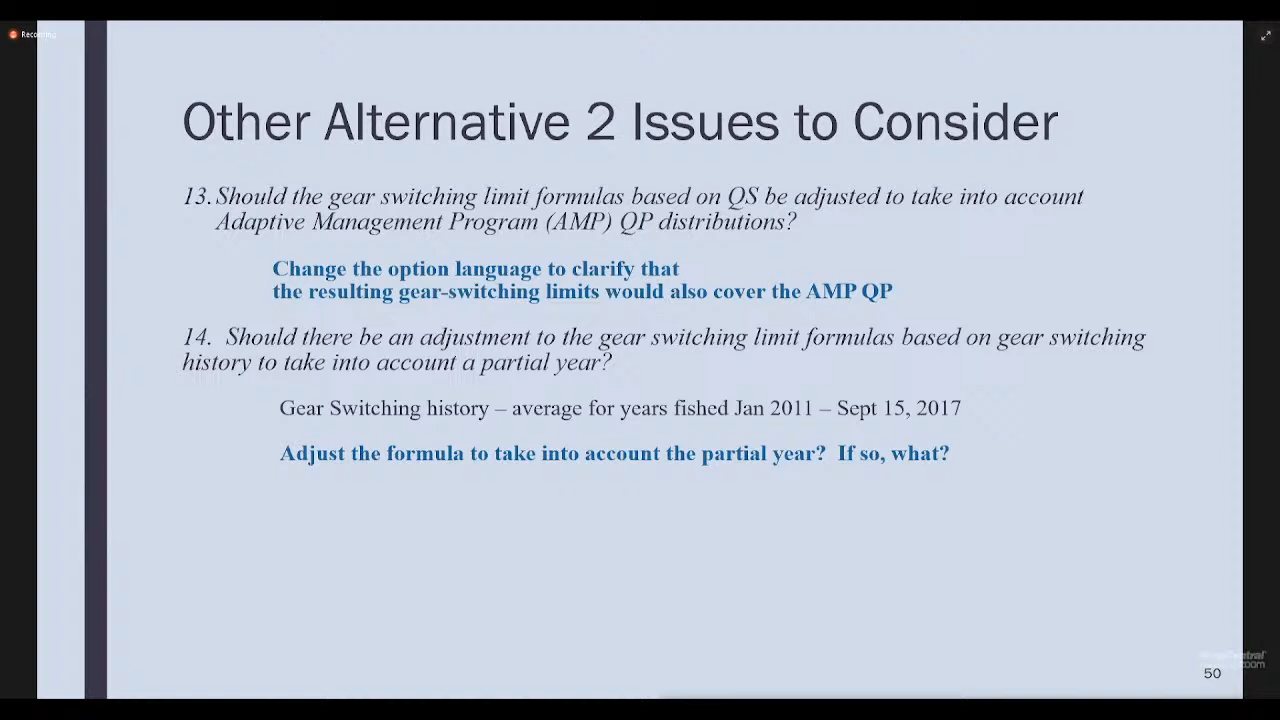 Recording
Other Alternative 2 Issues to Consider
13. Should the gear switching limit formulas based on QS be adjusted to take into account
Adaptive Management Program (AMP) QP distributions?
Change the option language to clarify that
the resulting gear-switching limits would also cover the AMP QP
14. Should there be an adjustment to the gear switching limit formulas based on gear switching
history to take into account a partial year?
Gear Switching history – average for years fished Jan 2011 – Sept 15, 2017
Adjust the formula to take into account the partial year? If so, what?
zoom
50